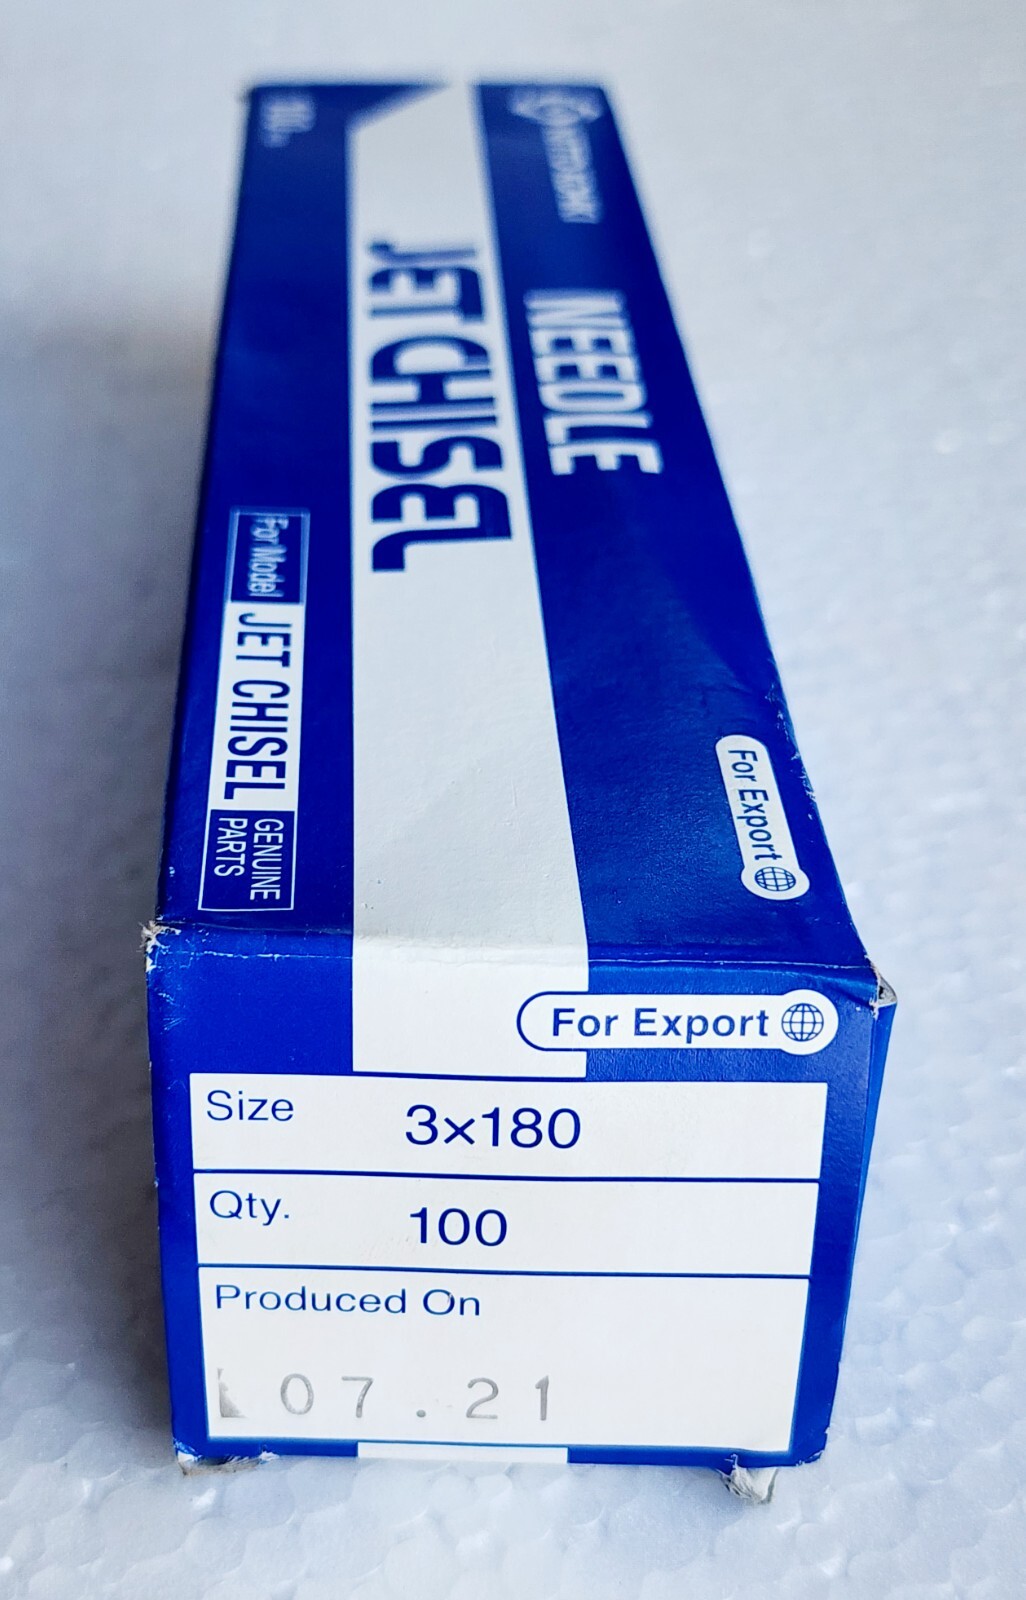 NEEDLE
JET CHISEL
For Model
JET CHISEL
GENUINE
PARTS
For Export
For Export
Size 3×180
Qty. 100
Produced On
07.21